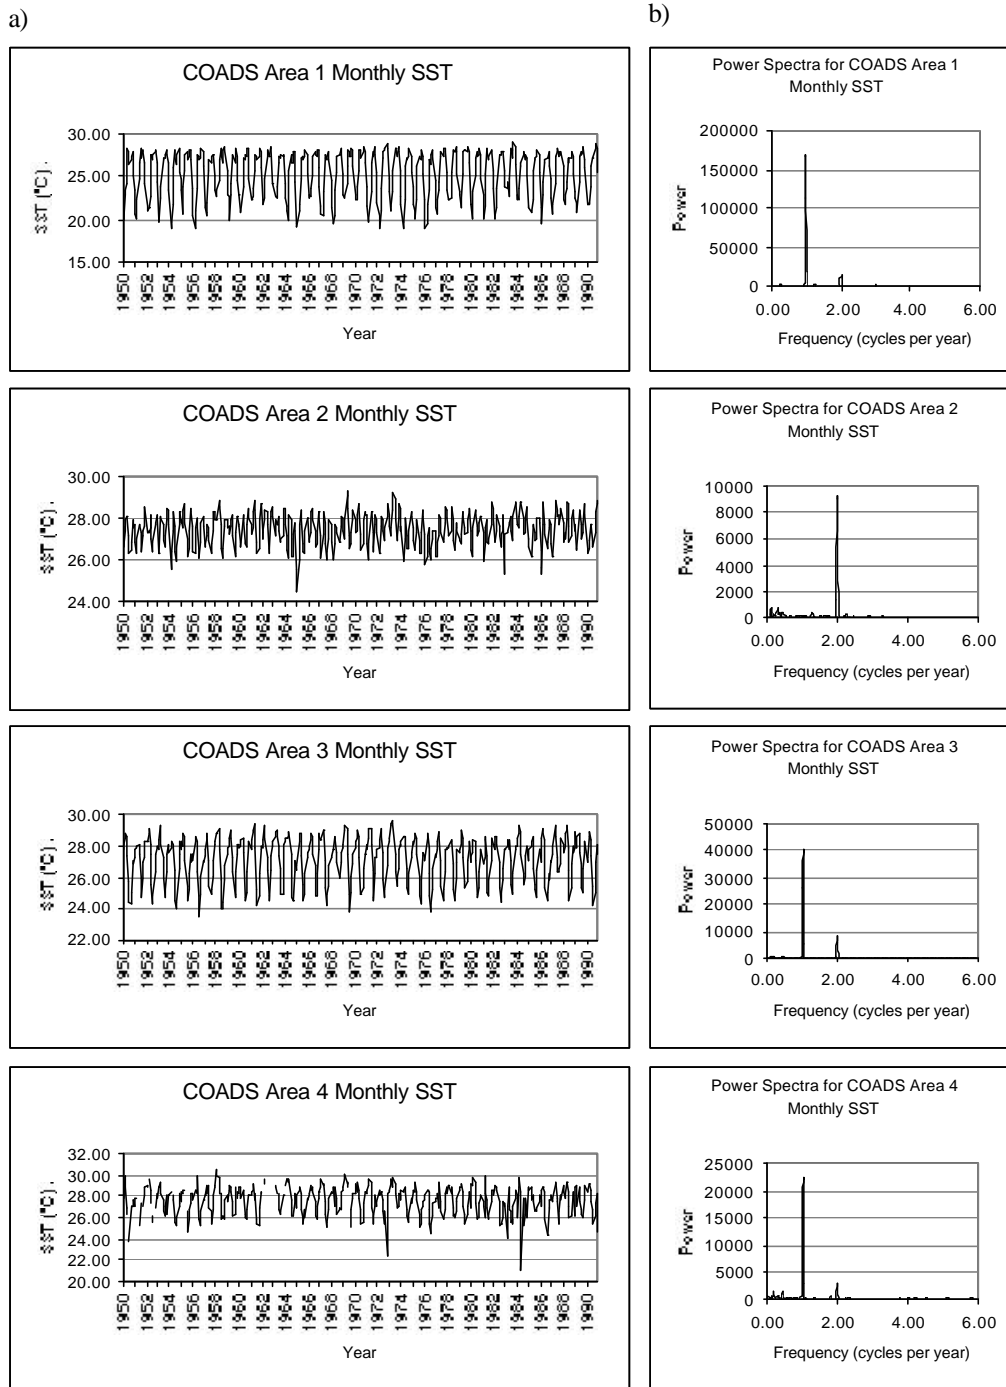 a)
COADS Area 1 Monthly SST
30.00
25.00
20.00
15.00
SST (°C).
1950 1952 1954 1956 1958 1960 1962 1964 1966 1968 1970 1972 1974 1976 1978 1980 1982 1984 1986 1988 1990
Year
COADS Area 2 Monthly SST
30.00
28.00
26.00
24.00
SST (°C).
1950 1952 1954 1956 1958 1960 1962 1964 1966 1968 1970 1972 1974 1976 1978 1980 1982 1984 1986 1988 1990
Year
COADS Area 3 Monthly SST
30.00
28.00
26.00
24.00
22.00
SST (°C).
1950 1952 1954 1956 1958 1960 1962 1964 1966 1968 1970 1972 1974 1976 1978 1980 1982 1984 1986 1988 1990
Year
COADS Area 4 Monthly SST
32.00
30.00
28.00
26.00
24.00
22.00
20.00
SST (°C).
1950 1952 1954 1956 1958 1960 1962 1964 1966 1968 1970 1972 1974 1976 1978 1980 1982 1984 1986 1988 1990
Year
b)
Power Spectra for COADS Area 1
Monthly SST
200000
150000
100000
50000
0
Power
0.00 2.00 4.00 6.00
Frequency (cycles per year)
Power Spectra for COADS Area 2
Monthly SST
10000
8000
6000
4000
2000
0
Power
0.00 2.00 4.00 6.00
Frequency (cycles per year)
Power Spectra for COADS Area 3
Monthly SST
50000
40000
30000
20000
10000
0
Power
0.00 2.00 4.00 6.00
Frequency (cycles per year)
Power Spectra for COADS Area 4
Monthly SST
25000
20000
15000
10000
5000
0
Power
0.00 2.00 4.00 6.00
Frequency (cycles per year)